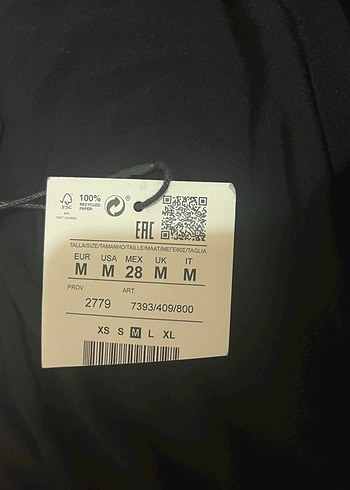 FSC
100%
RECYCLED
PAPER
EAC
TALLA/SIZE/TAMANHO/TAILLE/MAAT/ΜΕΓΕΘΟΣ/TAGLIA
EUR USA MEX UK IT
M M 28 M M
PROV. ART.
2779 7393/409/800
XS S M L XL